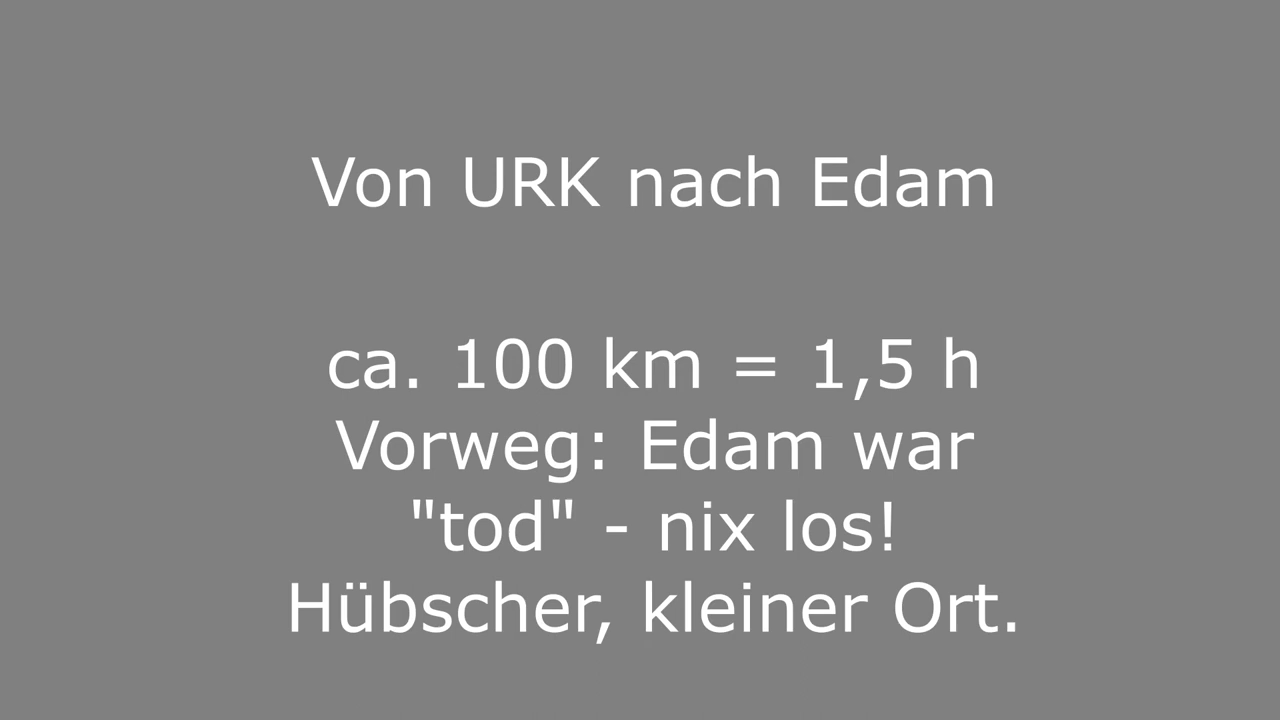 Von URK nach Edam
ca. 100 km = 1,5 h
Vorweg: Edam war
"tod" - nix los!
Hübscher, kleiner Ort.